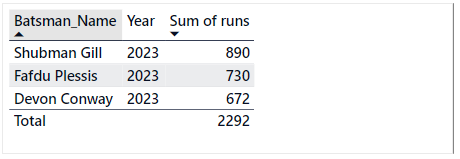 Batsman_Name Year Sum of runs
Shubman Gill 2023 890
Fafdu Plessis 2023 730
Devon Conway 2023 672
Total 2292